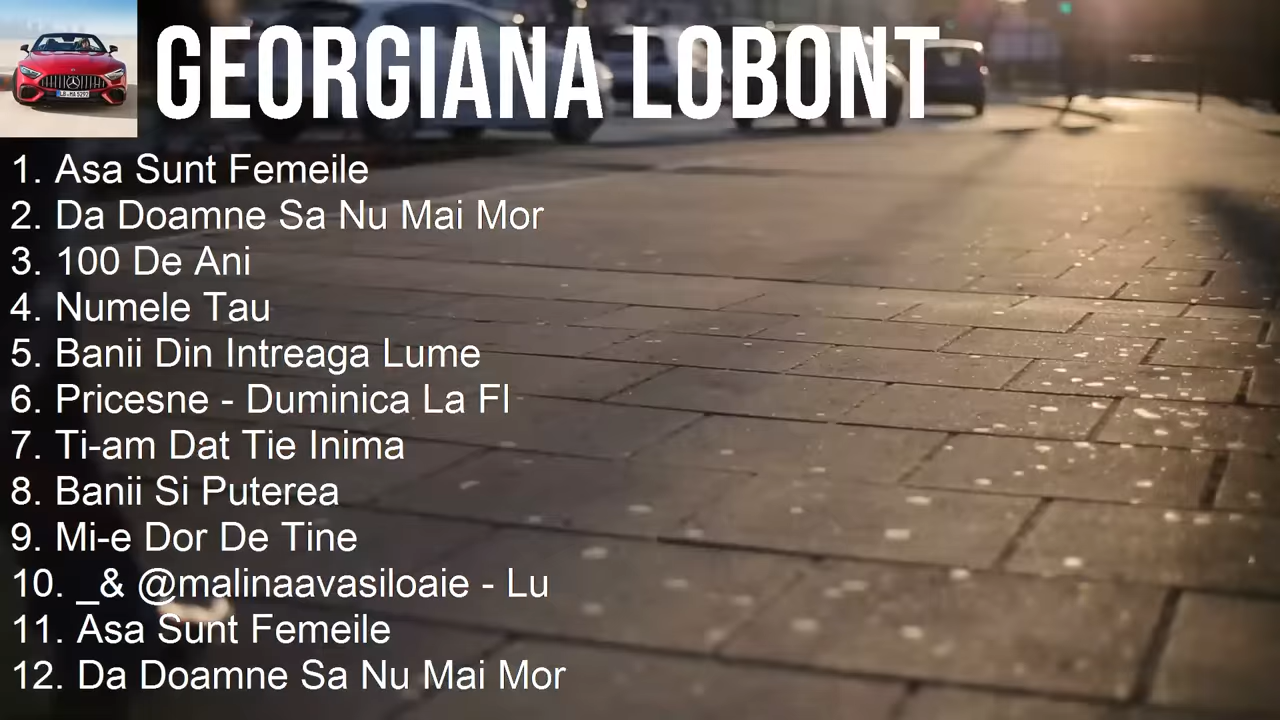 GEORGIANA LOBONT
1. Asa Sunt Femeile
2. Da Doamne Sa Nu Mai Mor
3. 100 De Ani
4. Numele Tau
5. Banii Din Intreaga Lume
6. Pricesne - Duminica La Fl
7. Ti-am Dat Tie Inima
8. Banii Si Puterea
9. Mi-e Dor De Tine
10. _& @malinaavasiloaie - Lu
11. Asa Sunt Femeile
12. Da Doamne Sa Nu Mai Mor